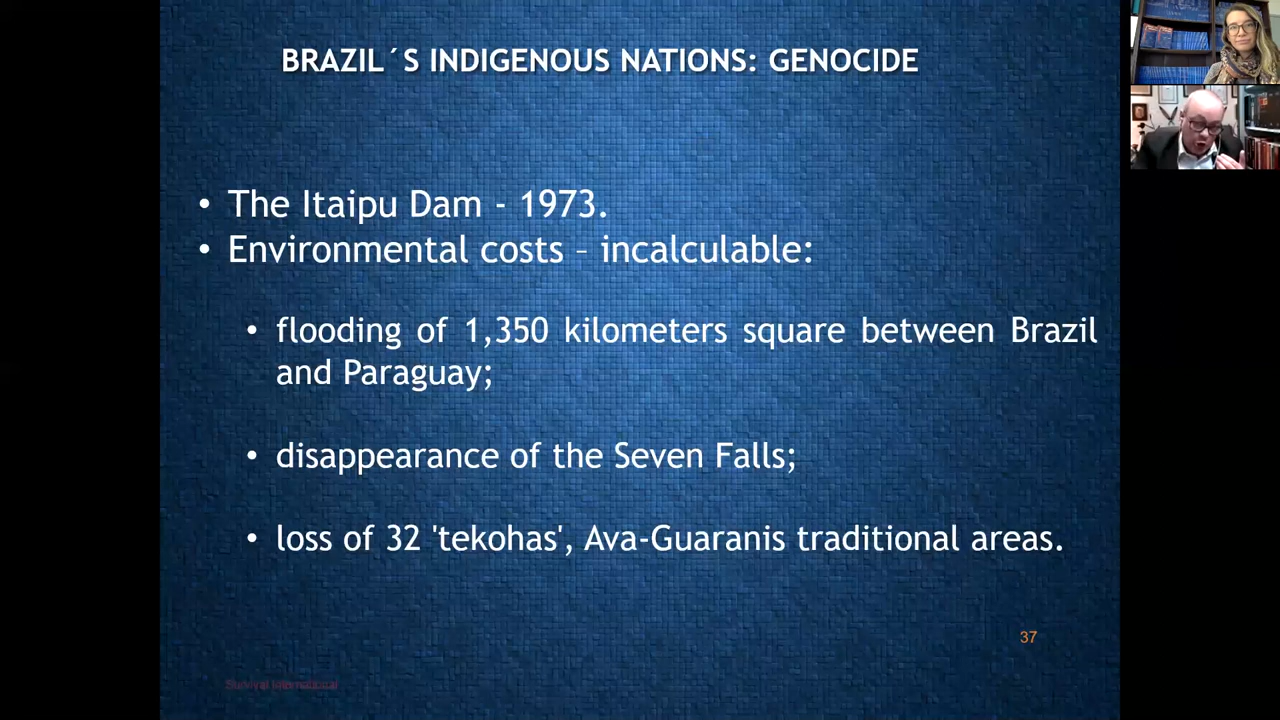 BRAZIL´S INDIGENOUS NATIONS: GENOCIDE
• The Itaipu Dam - 1973.
• Environmental costs – incalculable:
• flooding of 1,350 kilometers square between Brazil
and Paraguay;
• disappearance of the Seven Falls;
• loss of 32 'tekohas', Ava-Guaranis traditional areas.
37
Survival International